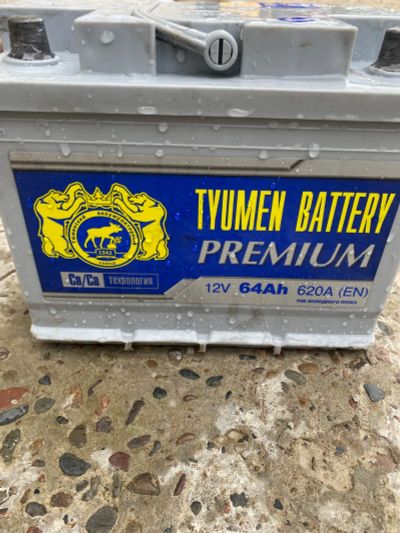 TYUMEN BATTERY
PREMIUM
12V 64Ah 620A (EN)
ТОК ХОЛОДНОГО ПУСКА
1942
Ca/Ca технология